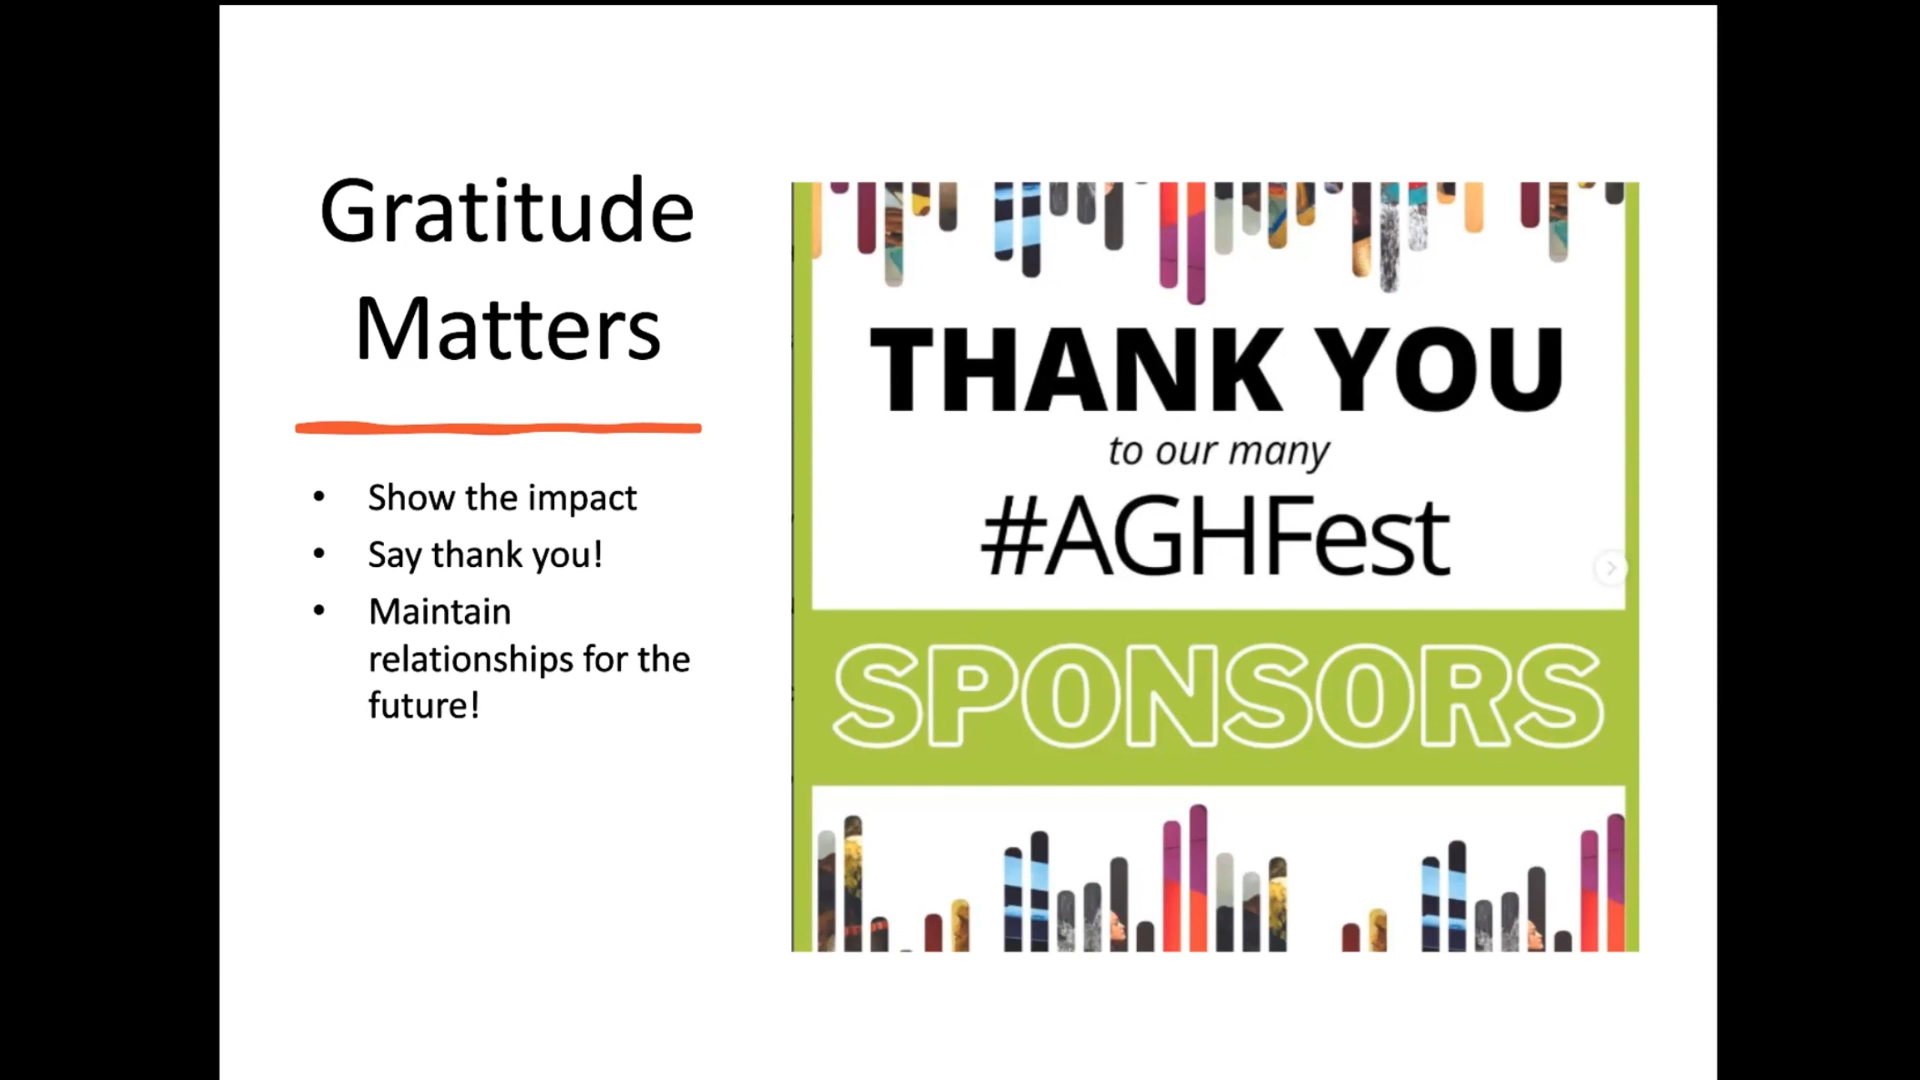 Gratitude
Matters
• Show the impact
• Say thank you!
• Maintain
relationships for the
future!
THANK YOU
to our many
#AGHFest
SPONSORS